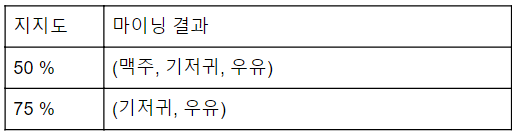 지지도 마이닝 결과
50 % (맥주, 기저귀, 우유)
75 % (기저귀, 우유)